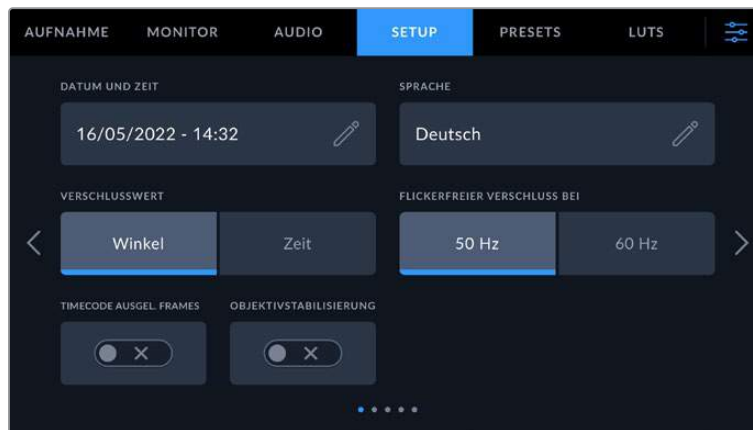 AUFNAHME MONITOR AUDIO SETUP PRESETS LUTS
DATUM UND ZEIT SPRACHE
16/05/2022 - 14:32 Deutsch
VERSCHLUSSWERT FLICKERFREIER VERSCHLUSS BEI
Winkel Zeit 50 Hz 60 Hz
TIMECODE AUSGEL. FRAMES OBJEKTIVSTABILISIERUNG